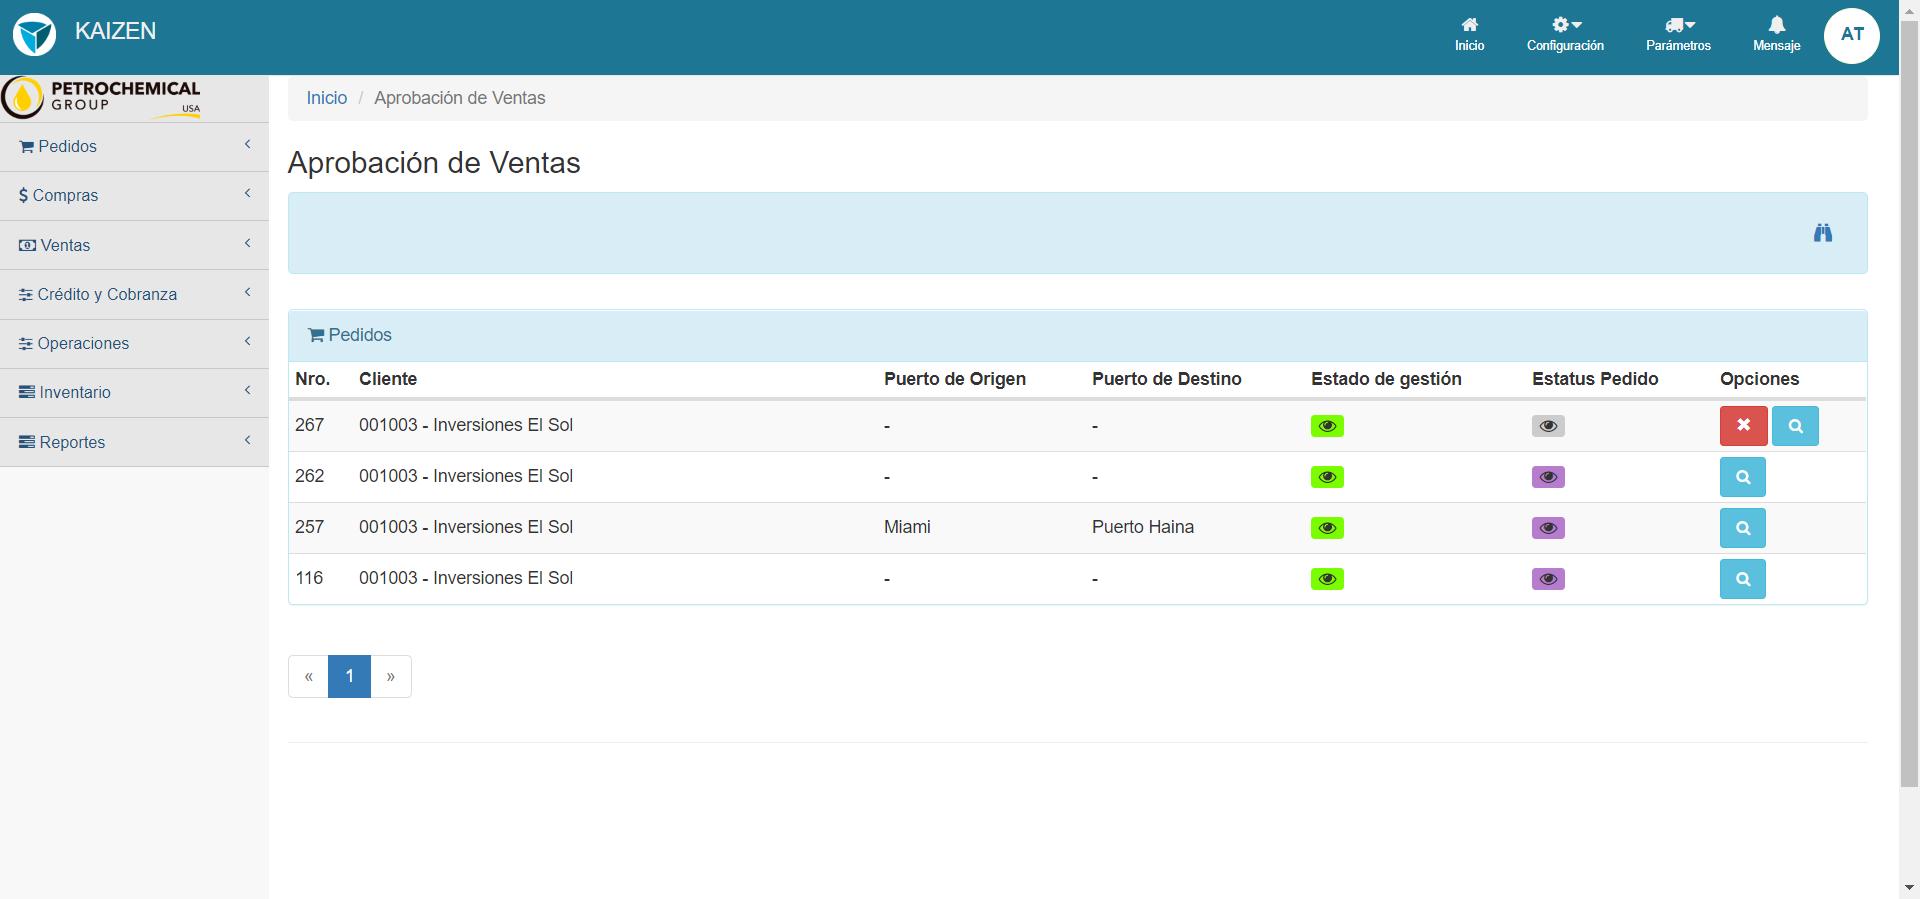 KAIZEN
Inicio
Configuración
Parámetros
Mensaje
AT
PETROCHEMICAL
GROUP
USA
Pedidos
Compras
Ventas
Crédito y Cobranza
Operaciones
Inventario
Reportes
Inicio / Aprobación de Ventas
Aprobación de Ventas
Pedidos
Nro. Cliente Puerto de Origen Puerto de Destino Estado de gestión Estatus Pedido Opciones
267 001003 - Inversiones El Sol - -
262 001003 - Inversiones El Sol - -
257 001003 - Inversiones El Sol Miami Puerto Haina
116 001003 - Inversiones El Sol - -
« 1 »